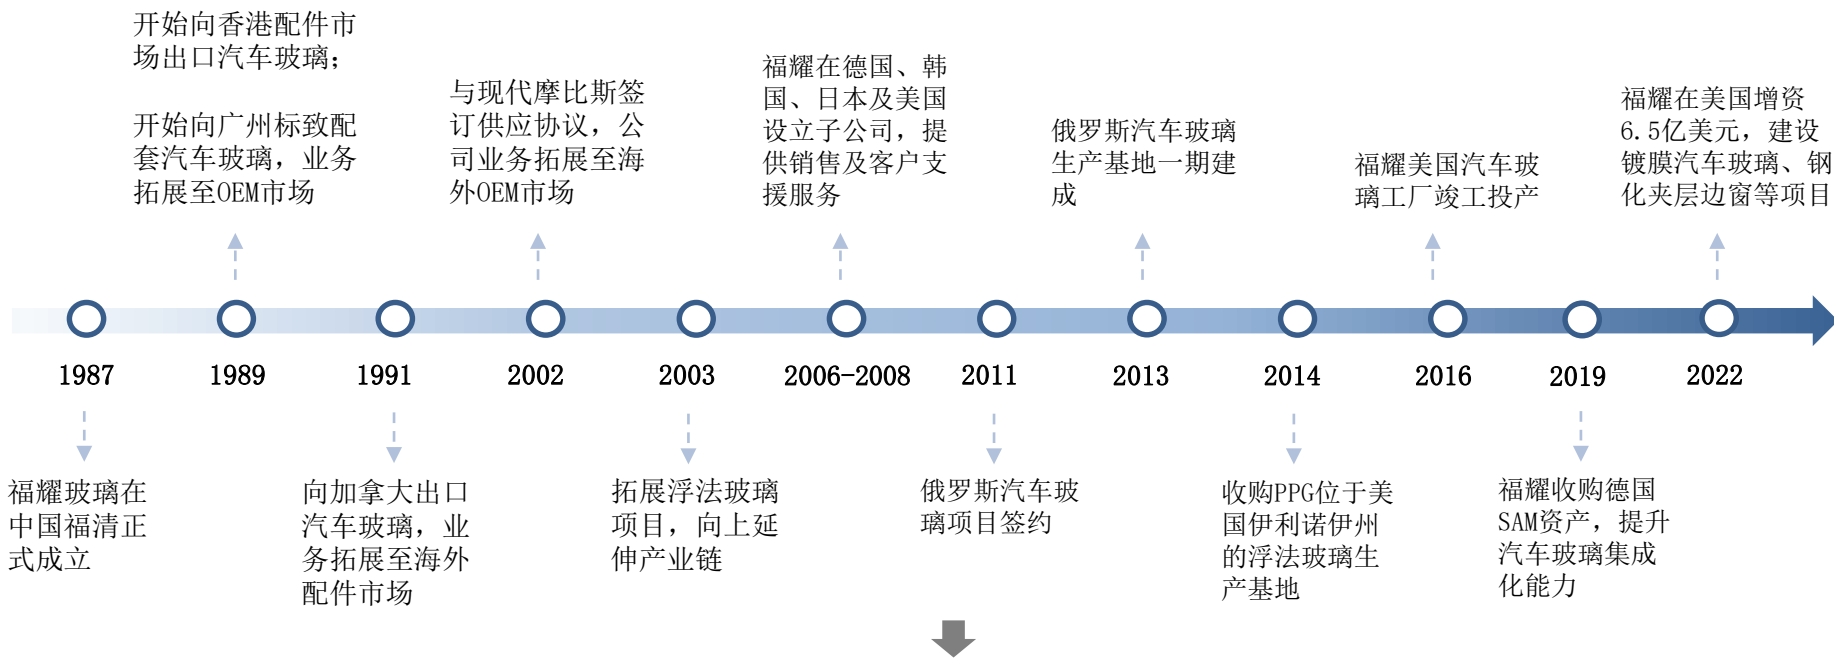 开始向香港配件市
场出口汽车玻璃；
开始向广州标致配
套汽车玻璃，业务
拓展至OEM市场
与现代摩比斯签
订供应协议，公
司业务拓展至海
外OEM市场
福耀在德国、韩
国、日本及美国
设立子公司，提
供销售及客户支
援服务
俄罗斯汽车玻璃
生产基地一期建
成
福耀美国汽车玻
璃工厂竣工投产
福耀在美国增资
6.5亿美元，建设
镀膜汽车玻璃、钢
化夹层边窗等项目
1987
1989
1991
2002
2003
2006-2008
2011
2013
2014
2016
2019
2022
福耀玻璃在
中国福清正
式成立
向加拿大出口
汽车玻璃，业
务拓展至海外
配件市场
拓展浮法玻璃
项目，向上延
伸产业链
俄罗斯汽车玻
璃项目签约
收购PPG位于美
国伊利诺伊州
的浮法玻璃生
产基地
福耀收购德国
SAM资产，提升
汽车玻璃集成
化能力